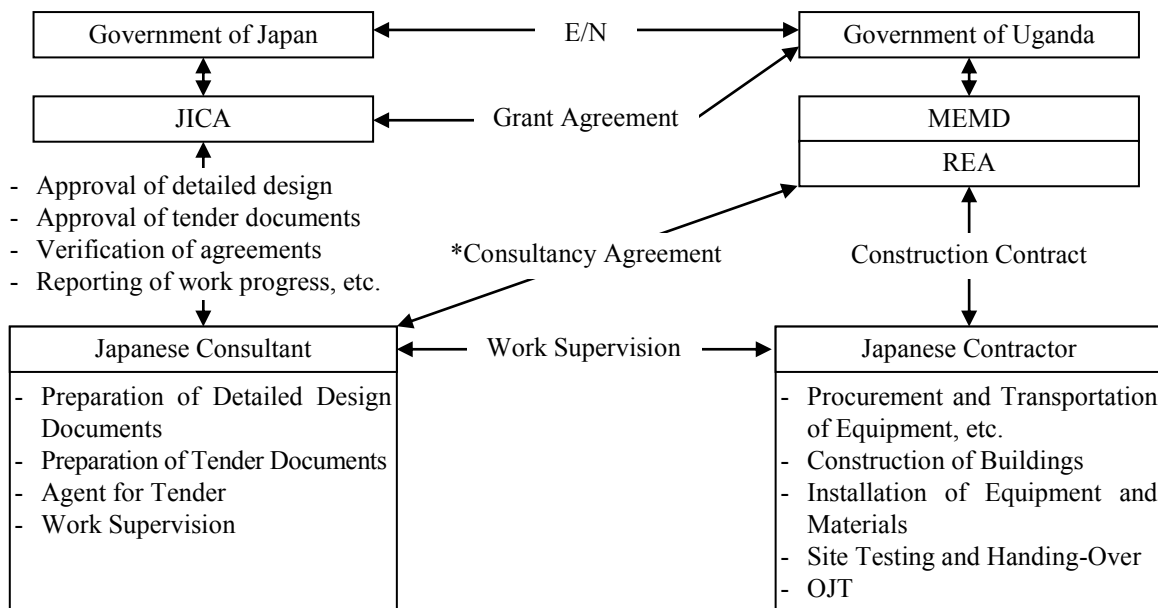 Government of Japan
E/N
Government of Uganda
JICA
Grant Agreement
MEMD
REA
- Approval of detailed design
- Approval of tender documents
- Verification of agreements
- Reporting of work progress, etc.
*Consultancy Agreement
Construction Contract
Japanese Consultant
Work Supervision
Japanese Contractor
- Preparation of Detailed Design
Documents
- Preparation of Tender Documents
- Agent for Tender
- Work Supervision
- Procurement and Transportation
of Equipment, etc.
- Construction of Buildings
- Installation of Equipment and
Materials
- Site Testing and Handing-Over
- OJT